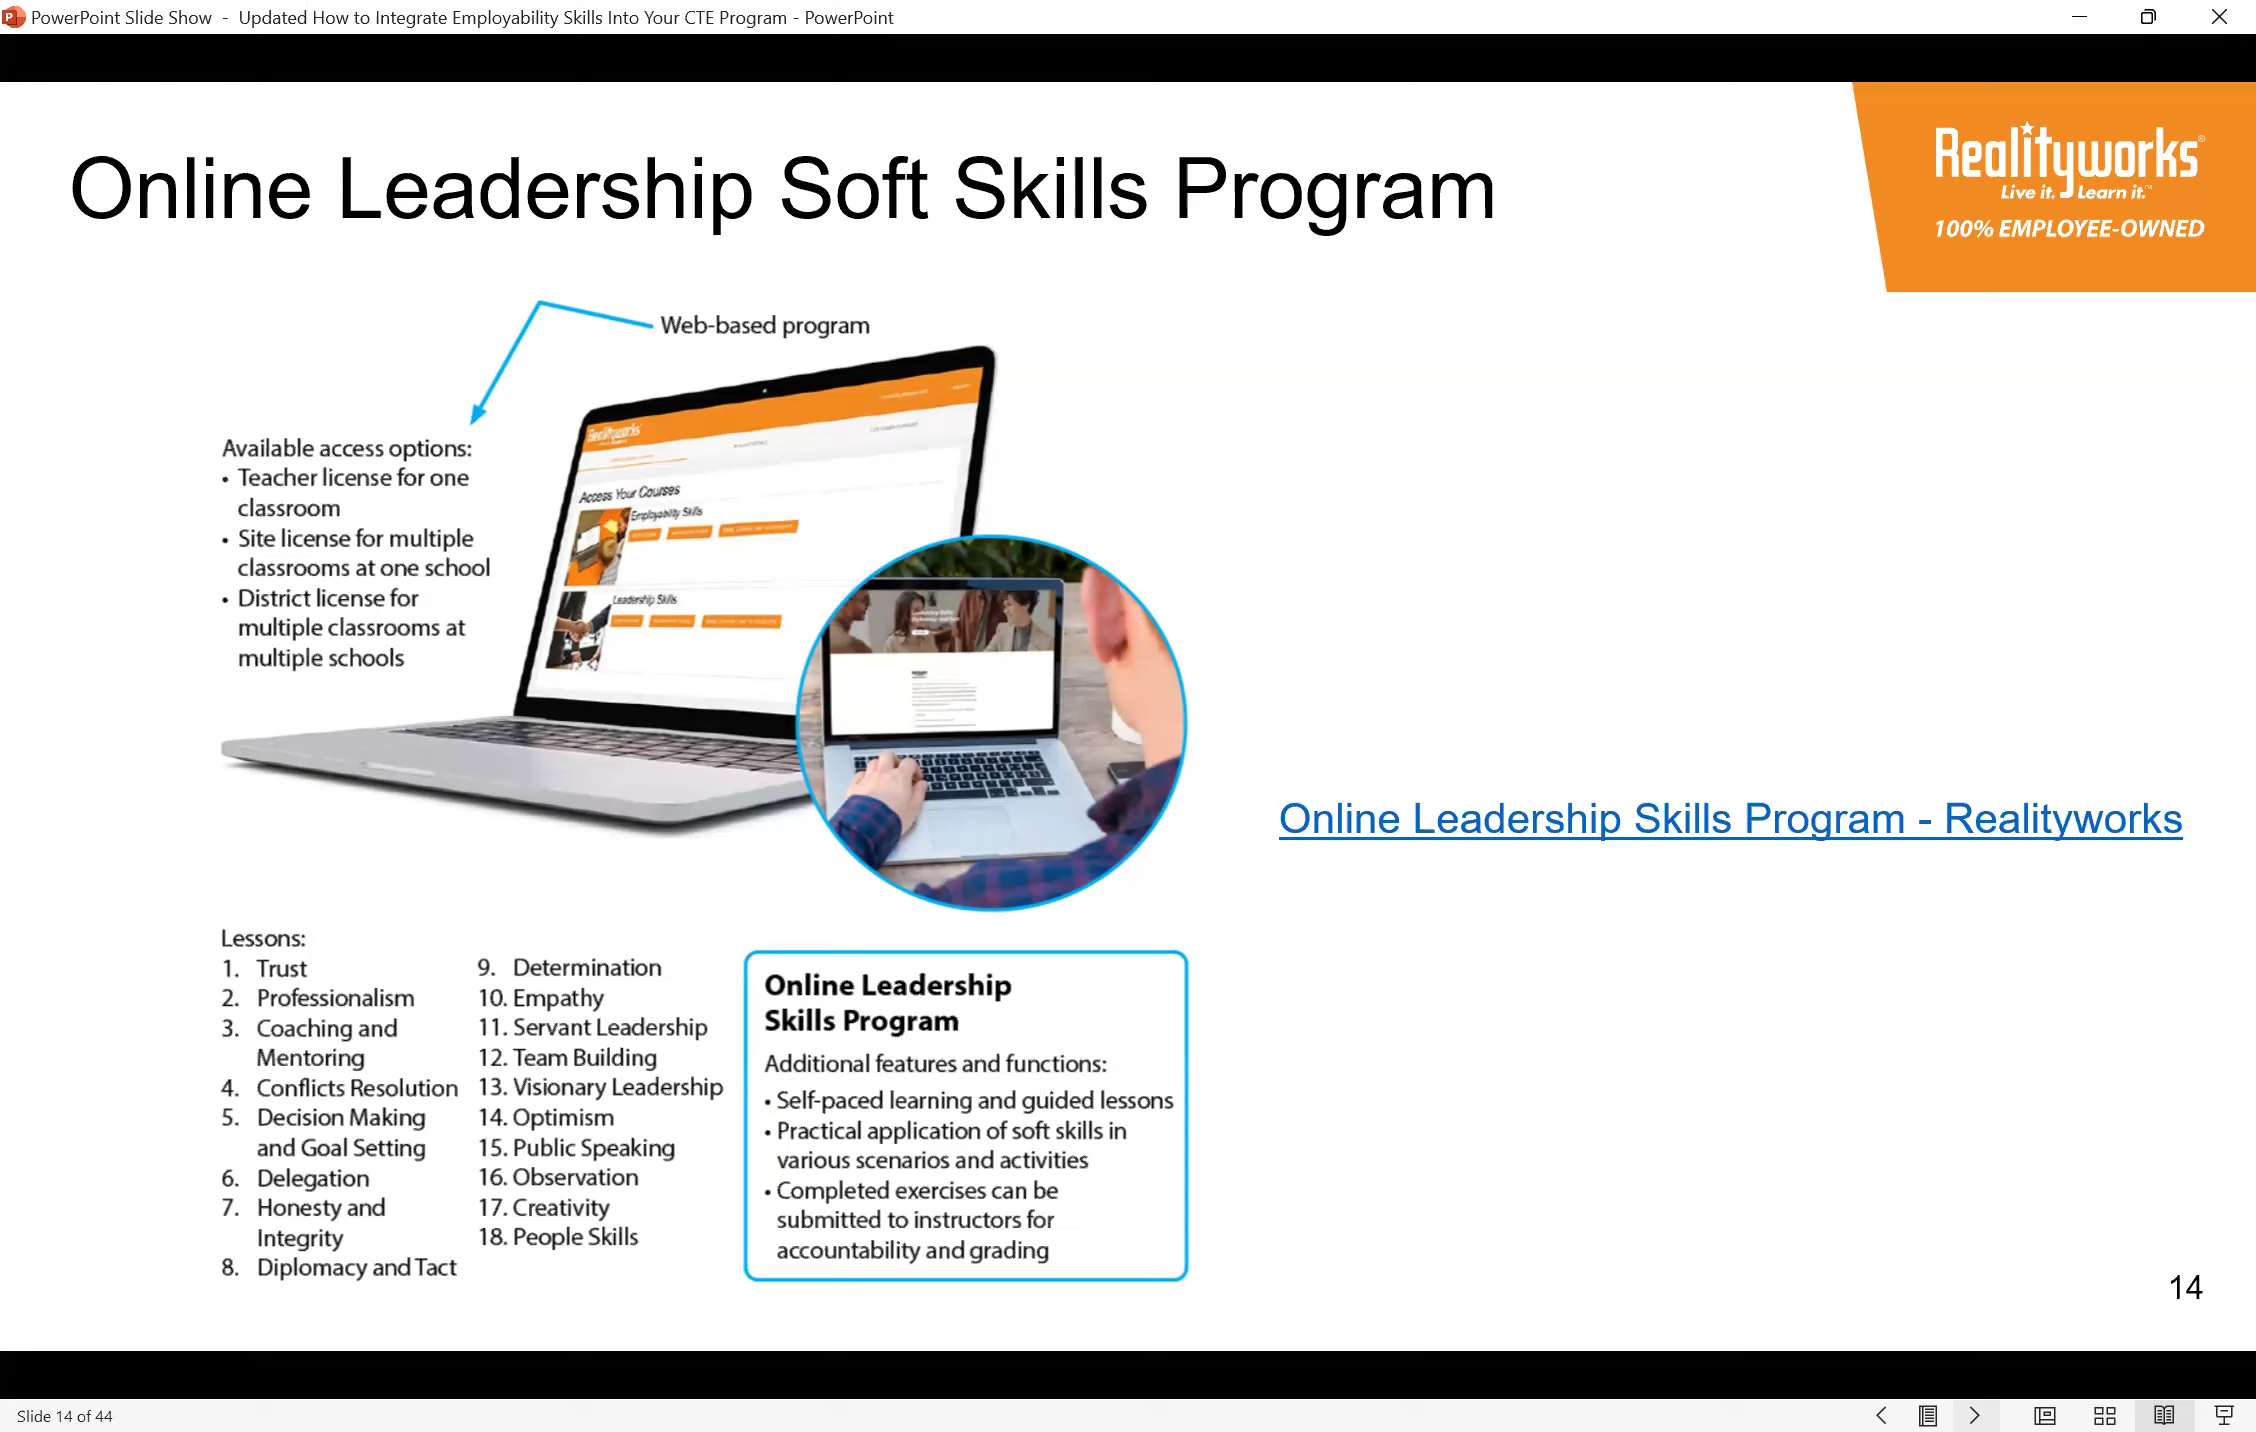 PowerPoint Slide Show - Updated How to Integrate Employability Skills Into Your CTE Program - PowerPoint
Online Leadership Soft Skills Program
Realityworks®
Live it. Learn it.™
100% EMPLOYEE-OWNED
Web-based program
Available access options:
• Teacher license for one
classroom
• Site license for multiple
classrooms at one school
• District license for
multiple classrooms at
multiple schools
Realityworks
Access Your Courses
Employability Skills
Leadership Skills
Online Leadership Skills Program - Realityworks
Lessons:
1. Trust
2. Professionalism
3. Coaching and
Mentoring
4. Conflicts Resolution
5. Decision Making
and Goal Setting
6. Delegation
7. Honesty and
Integrity
8. Diplomacy and Tact
9. Determination
10. Empathy
11. Servant Leadership
12. Team Building
13. Visionary Leadership
14. Optimism
15. Public Speaking
16. Observation
17. Creativity
18. People Skills
Online Leadership
Skills Program
Additional features and functions:
• Self-paced learning and guided lessons
• Practical application of soft skills in
various scenarios and activities
• Completed exercises can be
submitted to instructors for
accountability and grading
14
Slide 14 of 44